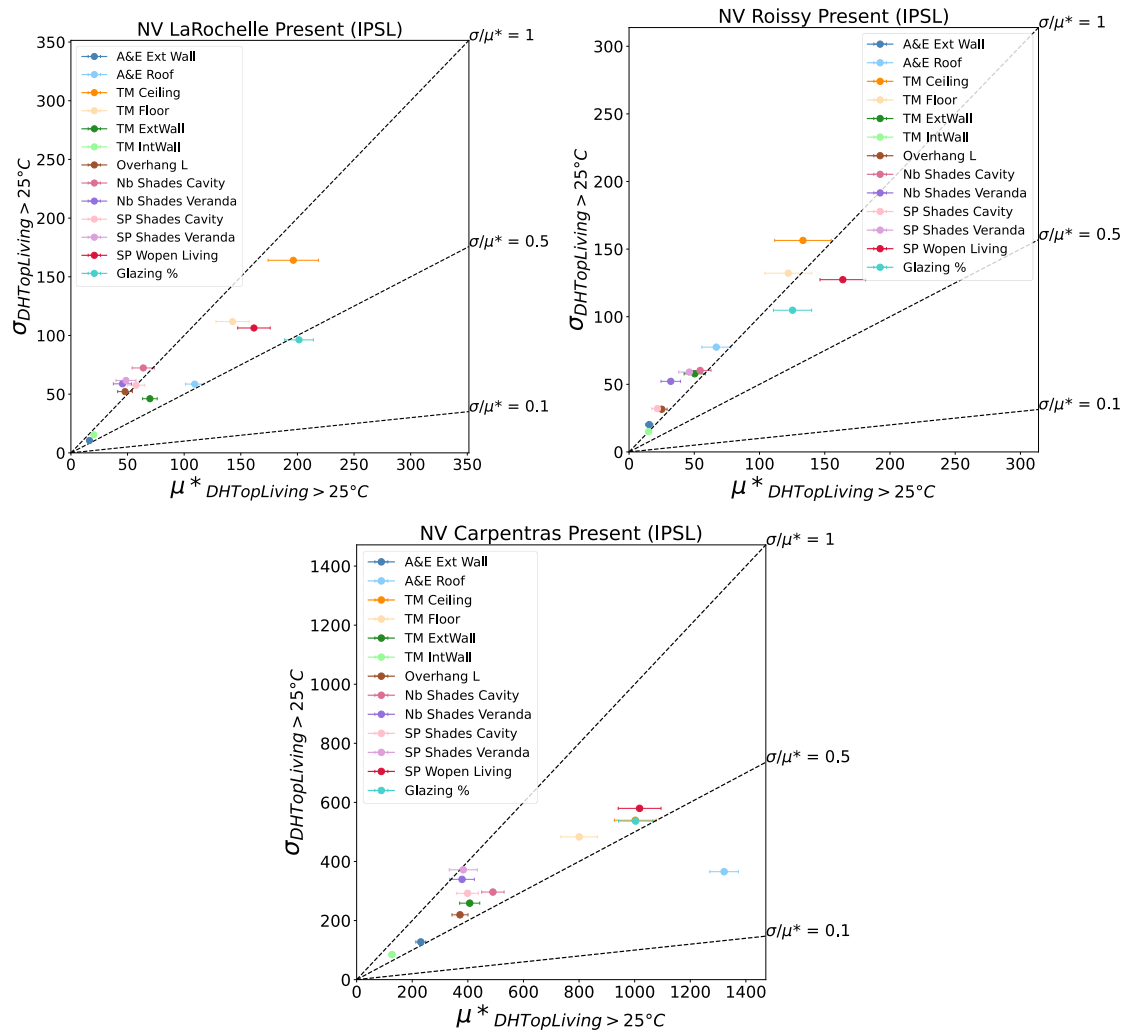 NV LaRochelle Present (IPSL)
σ/μ* = 1
350
300
250
200
150
100
50
0
A&E Ext Wall
A&E Roof
TM Ceiling
TM Floor
TM ExtWall
TM IntWall
Overhang L
Nb Shades Cavity
Nb Shades Veranda
SP Shades Cavity
SP Shades Veranda
SP Wopen Living
Glazing %
σ/μ* = 0.5
σ/μ* = 0.1
σDHTopLiving > 25°C
0 50 100 150 200 250 300 350
μ*DHTopLiving > 25°C
NV Roissy Present (IPSL)
σ/μ* = 1
300
250
200
150
100
50
0
A&E Ext Wall
A&E Roof
TM Ceiling
TM Floor
TM ExtWall
TM IntWall
Overhang L
Nb Shades Cavity
Nb Shades Veranda
SP Shades Cavity
SP Shades Veranda
SP Wopen Living
Glazing %
σ/μ* = 0.5
σ/μ* = 0.1
σDHTopLiving > 25°C
0 50 100 150 200 250 300
μ*DHTopLiving > 25°C
NV Carpentras Present (IPSL)
σ/μ* = 1
1400
1200
1000
800
600
400
200
0
A&E Ext Wall
A&E Roof
TM Ceiling
TM Floor
TM ExtWall
TM IntWall
Overhang L
Nb Shades Cavity
Nb Shades Veranda
SP Shades Cavity
SP Shades Veranda
SP Wopen Living
Glazing %
σ/μ* = 0.5
σ/μ* = 0.1
σDHTopLiving > 25°C
0 200 400 600 800 1000 1200 1400
μ*DHTopLiving > 25°C